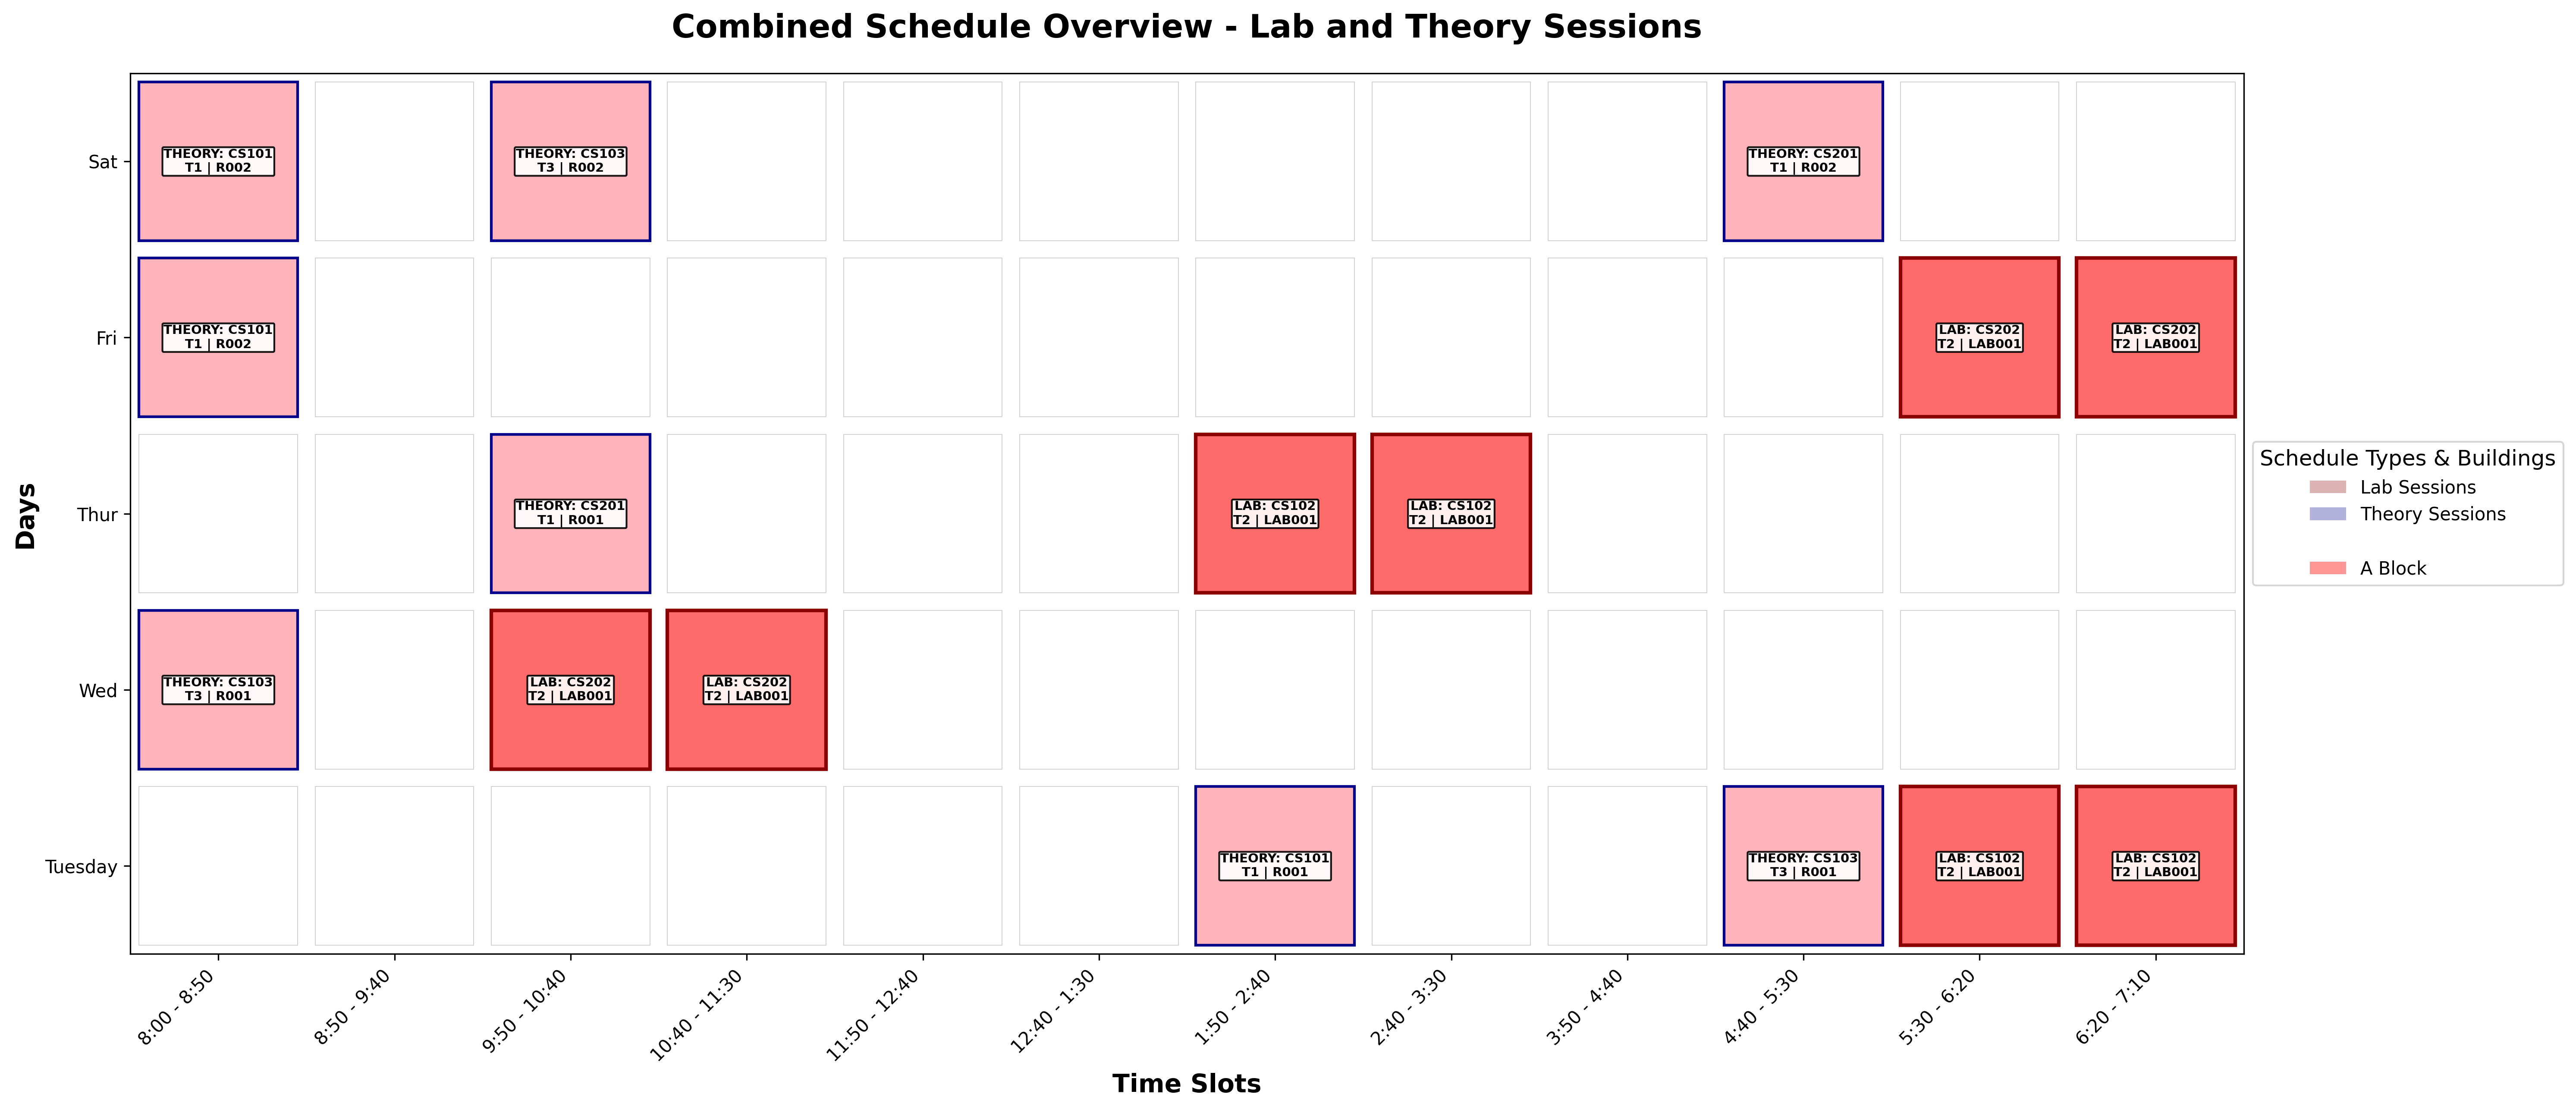 Combined Schedule Overview - Lab and Theory Sessions
Days
Sat
THEORY: CS101
T1 | R002
THEORY: CS103
T3 | R002
THEORY: CS201
T1 | R002
Fri
THEORY: CS101
T1 | R002
LAB: CS202
T2 | LAB001
LAB: CS202
T2 | LAB001
Thur
THEORY: CS201
T1 | R001
LAB: CS102
T2 | LAB001
LAB: CS102
T2 | LAB001
Wed
THEORY: CS103
T3 | R001
LAB: CS202
T2 | LAB001
LAB: CS202
T2 | LAB001
Tuesday
THEORY: CS101
T1 | R001
THEORY: CS103
T3 | R001
LAB: CS102
T2 | LAB001
LAB: CS102
T2 | LAB001
8:00 - 8:50
8:50 - 9:40
9:50 - 10:40
10:40 - 11:30
11:50 - 12:40
12:40 - 1:30
1:50 - 2:40
2:40 - 3:30
3:50 - 4:40
4:40 - 5:30
5:30 - 6:20
6:20 - 7:10
Time Slots
Schedule Types & Buildings
Lab Sessions
Theory Sessions
A Block